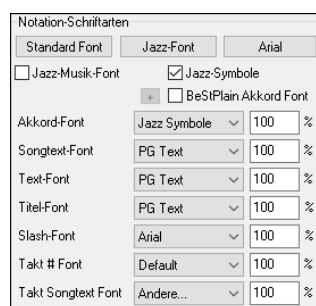 Notation-Schriftarten
Standard Font Jazz-Font Arial
Jazz-Musik-Font Jazz-Symbole
+ BeStPlain Akkord Font
Akkord-Font Jazz Symbole 100 %
Songtext-Font PG Text 100 %
Text-Font PG Text 100 %
Titel-Font PG Text 100 %
Slash-Font Arial 100 %
Takt # Font Default 100 %
Takt Songtext Font Andere... 100 %